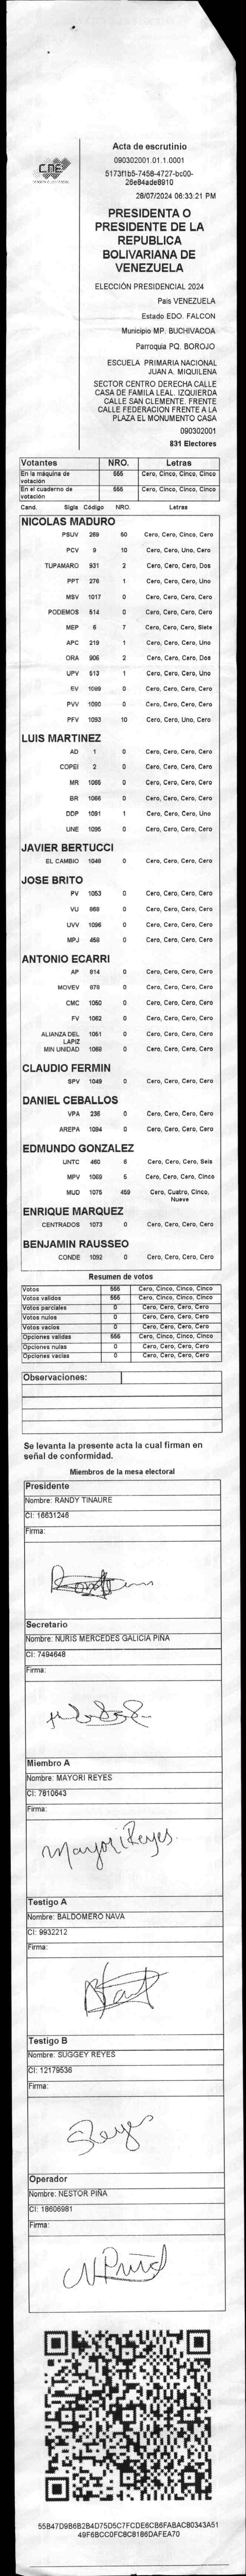 CNE
Acta de escrutinio
090302001.01.1.0001
5173f1b5-7458-4727-bc00-
26e84ade8910
28/07/2024 06:33:21 PM
PRESIDENTA O
PRESIDENTE DE LA
REPUBLICA
BOLIVARIANA DE
VENEZUELA
ELECCIÓN PRESIDENCIAL 2024
País VENEZUELA
Estado EDO. FALCON
Municipio MP. BUCHIVACOA
Parroquia PQ. BOROJO
ESCUELA PRIMARIA NACIONAL
JUAN A. MIQUILENA
SECTOR CENTRO DERECHA CALLE
CASA DE FAMILA LEAL. IZQUIERDA
CALLE SAN CLEMENTE. FRENTE
CALLE FEDERACION FRENTE A LA
PLAZA EL MONUMENTO CASA
090302001
831 Electores
Votantes NRO. Letras
En la máquina de votación 555 Cero, Cinco, Cinco, Cinco
En el cuaderno de votación 555 Cero, Cinco, Cinco, Cinco
Cand. Sigla Código NRO. Letras
NICOLAS MADURO
PSUV 269 50 Cero, Cero, Cinco, Cero
PCV 9 10 Cero, Cero, Uno, Cero
TUPAMARO 931 2 Cero, Cero, Cero, Dos
PPT 276 1 Cero, Cero, Cero, Uno
MSV 1017 0 Cero, Cero, Cero, Cero
PODEMOS 514 0 Cero, Cero, Cero, Cero
MEP 6 7 Cero, Cero, Cero, Siete
APC 219 1 Cero, Cero, Cero, Uno
ORA 906 2 Cero, Cero, Cero, Dos
UPV 513 1 Cero, Cero, Cero, Uno
EV 1089 0 Cero, Cero, Cero, Cero
PVV 1090 0 Cero, Cero, Cero, Cero
PFV 1093 10 Cero, Cero, Uno, Cero
LUIS MARTINEZ
AD 1 0 Cero, Cero, Cero, Cero
COPEI 2 0 Cero, Cero, Cero, Cero
MR 1065 0 Cero, Cero, Cero, Cero
BR 1066 0 Cero, Cero, Cero, Cero
DDP 1091 1 Cero, Cero, Cero, Uno
UNE 1095 0 Cero, Cero, Cero, Cero
JAVIER BERTUCCI
EL CAMBIO 1048 0 Cero, Cero, Cero, Cero
JOSE BRITO
PV 1053 0 Cero, Cero, Cero, Cero
VU 868 0 Cero, Cero, Cero, Cero
UVV 1096 0 Cero, Cero, Cero, Cero
MPJ 458 0 Cero, Cero, Cero, Cero
ANTONIO ECARRI
AP 814 0 Cero, Cero, Cero, Cero
MOVEV 878 0 Cero, Cero, Cero, Cero
CMC 1050 0 Cero, Cero, Cero, Cero
FV 1062 0 Cero, Cero, Cero, Cero
ALIANZA DEL LAPIZ 1051 0 Cero, Cero, Cero, Cero
MIN UNIDAD 1068 0 Cero, Cero, Cero, Cero
CLAUDIO FERMIN
SPV 1049 0 Cero, Cero, Cero, Cero
DANIEL CEBALLOS
VPA 236 0 Cero, Cero, Cero, Cero
AREPA 1094 0 Cero, Cero, Cero, Cero
EDMUNDO GONZALEZ
UNTC 460 6 Cero, Cero, Cero, Seis
MPV 1069 5 Cero, Cero, Cero, Cinco
MUD 1075 459 Cero, Cuatro, Cinco, Nueve
ENRIQUE MARQUEZ
CENTRADOS 1073 0 Cero, Cero, Cero, Cero
BENJAMIN RAUSSEO
CONDE 1092 0 Cero, Cero, Cero, Cero
Resumen de votos
Votos 555 Cero, Cinco, Cinco, Cinco
Votos validos 555 Cero, Cinco, Cinco, Cinco
Votos parciales 0 Cero, Cero, Cero, Cero
Votos nulos 0 Cero, Cero, Cero, Cero
Votos vacios 0 Cero, Cero, Cero, Cero
Opciones validas 555 Cero, Cinco, Cinco, Cinco
Opciones nulas 0 Cero, Cero, Cero, Cero
Opciones vacias 0 Cero, Cero, Cero, Cero
Observaciones:
Se levanta la presente acta la cual firman en
señal de conformidad.
Miembros de la mesa electoral
Presidente
Nombre: RANDY TINAURE
CI: 16631246
Firma:
Secretario
Nombre: NURIS MERCEDES GALICIA PIÑA
CI: 7494648
Firma:
Miembro A
Nombre: MAYORI REYES
CI: 7810643
Firma:
Mayori Reyes
Testigo A
Nombre: BALDOMERO NAVA
CI: 9932212
Firma:
Testigo B
Nombre: SUGGEY REYES
CI: 12179536
Firma:
Reyes
Operador
Nombre: NESTOR PIÑA
CI: 18606981
Firma:
N Piña
55B47D9B6B2B4D75D5C7FCDE6CB6FABAC80343A51
49F6BCC0FC8C8186DAFEA70